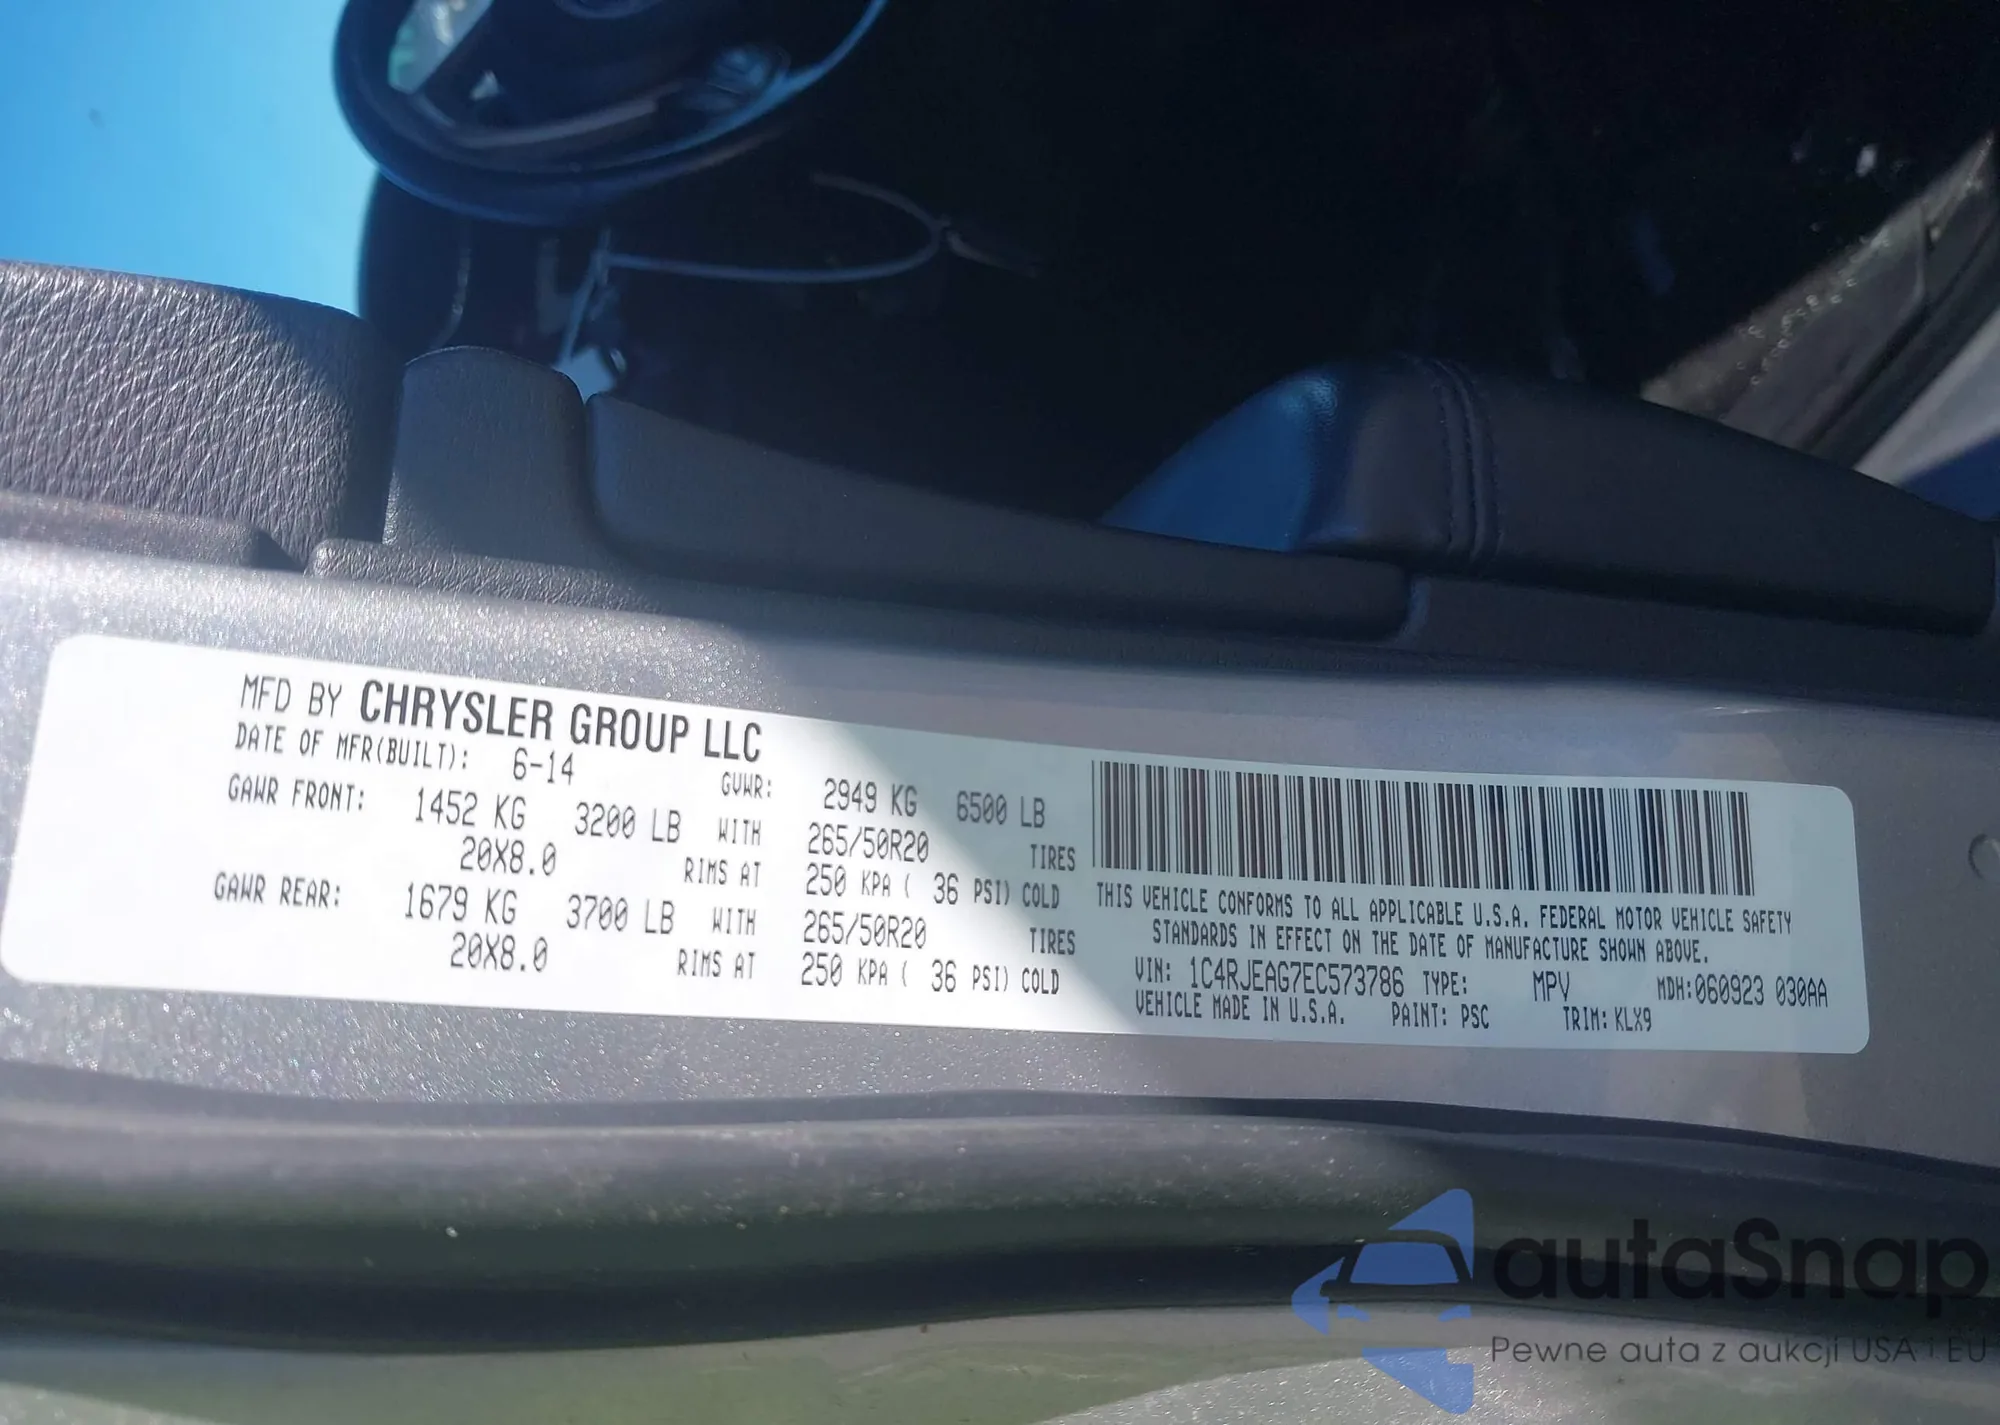 MFD BY CHRYSLER GROUP LLC
DATE OF MFR(BUILT): 6-14 GVWR: 2949 KG 6500 LB
GAWR FRONT: 1452 KG 3200 LB WITH 265/50R20 TIRES
20X8.0 RIMS AT 250 KPA ( 36 PSI) COLD
GAWR REAR: 1679 KG 3700 LB WITH 265/50R20 TIRES
20X8.0 RIMS AT 250 KPA ( 36 PSI) COLD
THIS VEHICLE CONFORMS TO ALL APPLICABLE U.S.A. FEDERAL MOTOR VEHICLE SAFETY
STANDARDS IN EFFECT ON THE DATE OF MANUFACTURE SHOWN ABOVE.
VIN: 1C4RJEAG7EC573786 TYPE: MPV MDH:060923 030AA
VEHICLE MADE IN U.S.A. PAINT: PSC TRIM: KLX9
autaSnap
Pewne auta z aukcji USA i EU